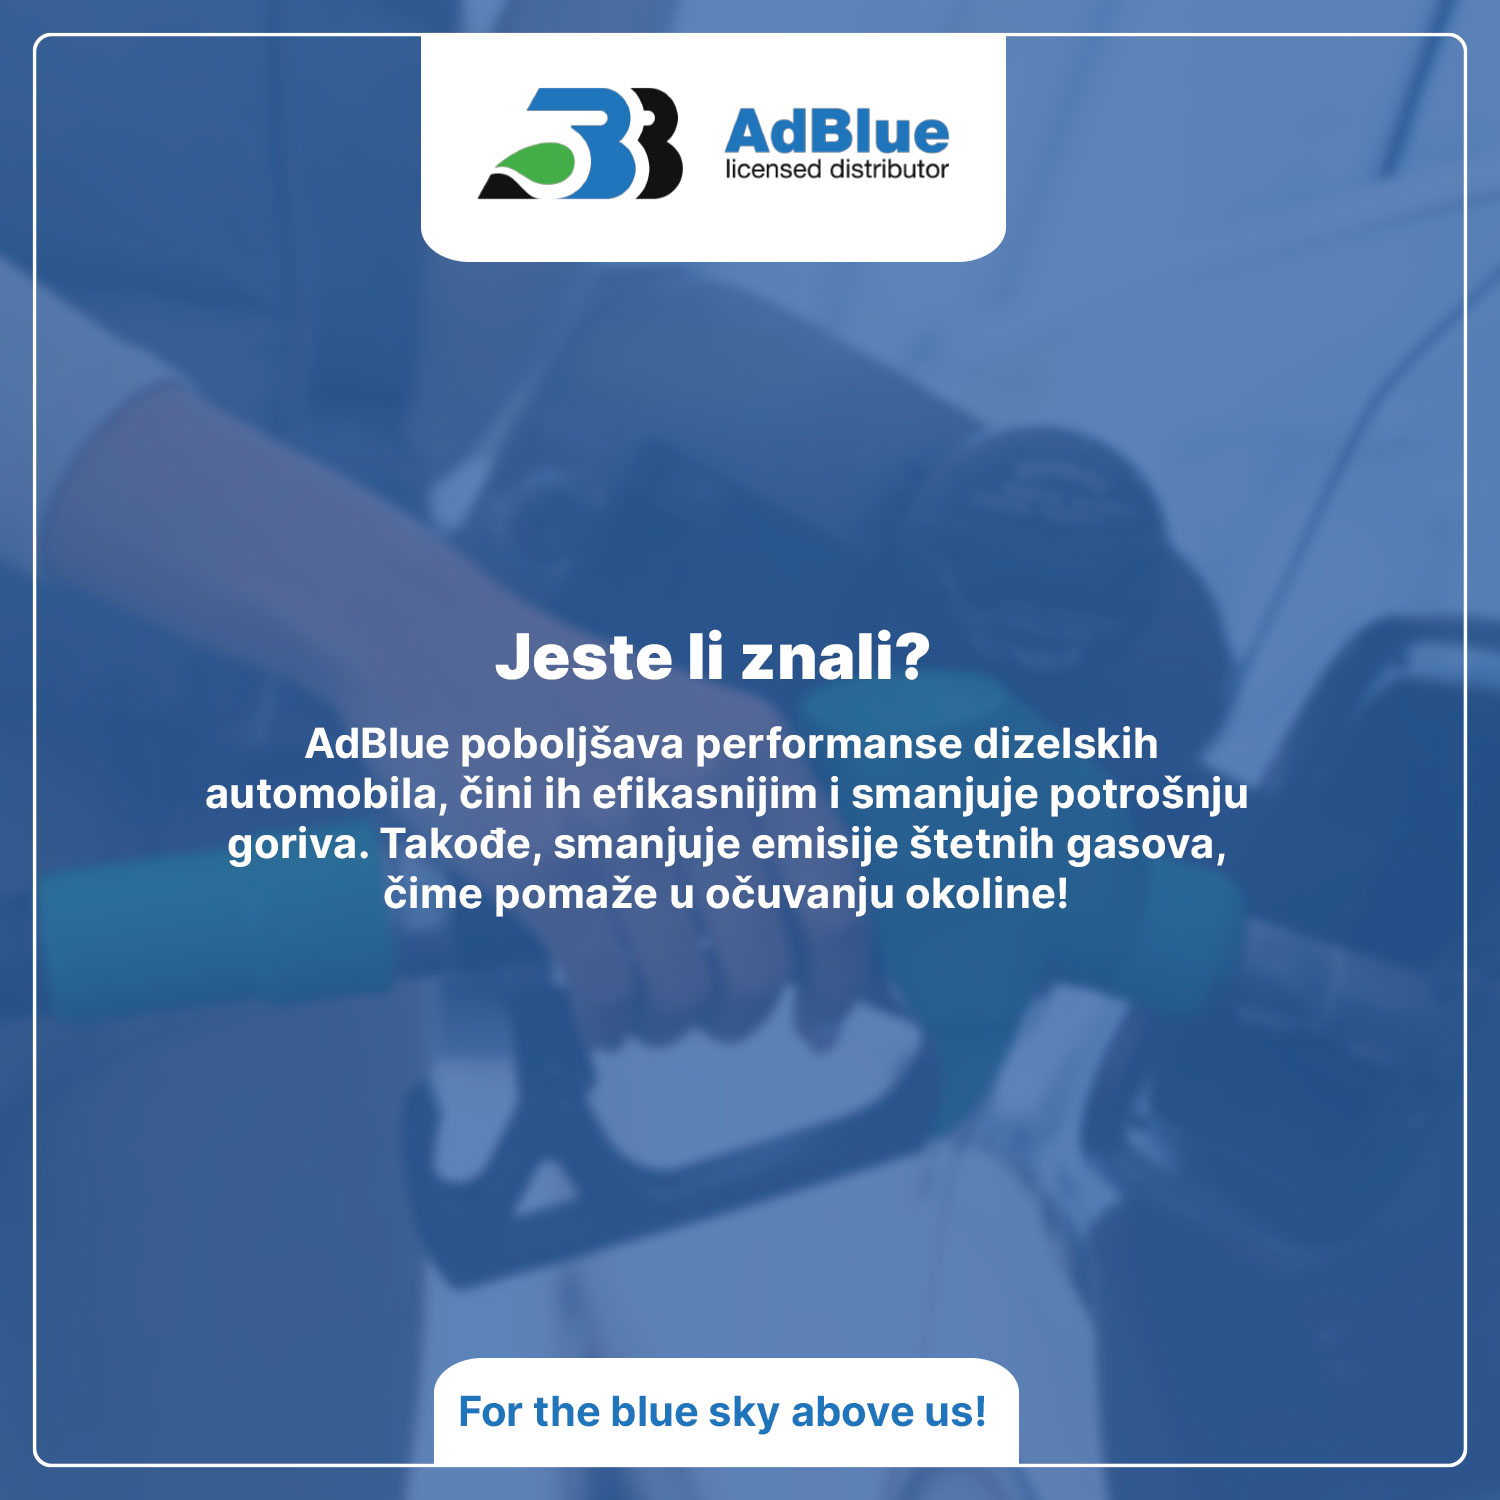 AdBlue
licensed distributor
Jeste li znali?
AdBlue poboljšava performanse dizelskih
automobila, čini ih efikasnijim i smanjuje potrošnju
goriva. Takođe, smanjuje emisije štetnih gasova,
čime pomaže u očuvanju okoline!
For the blue sky above us!